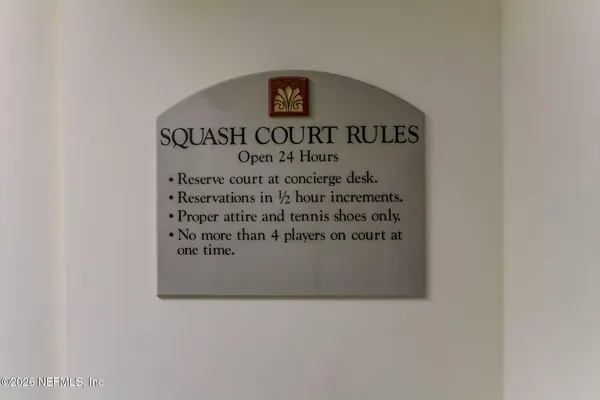 SQUASH COURT RULES
Open 24 Hours
• Reserve court at concierge desk.
• Reservations in ½ hour increments.
• Proper attire and tennis shoes only.
• No more than 4 players on court at
one time.
©2026 NEFMLS, Inc